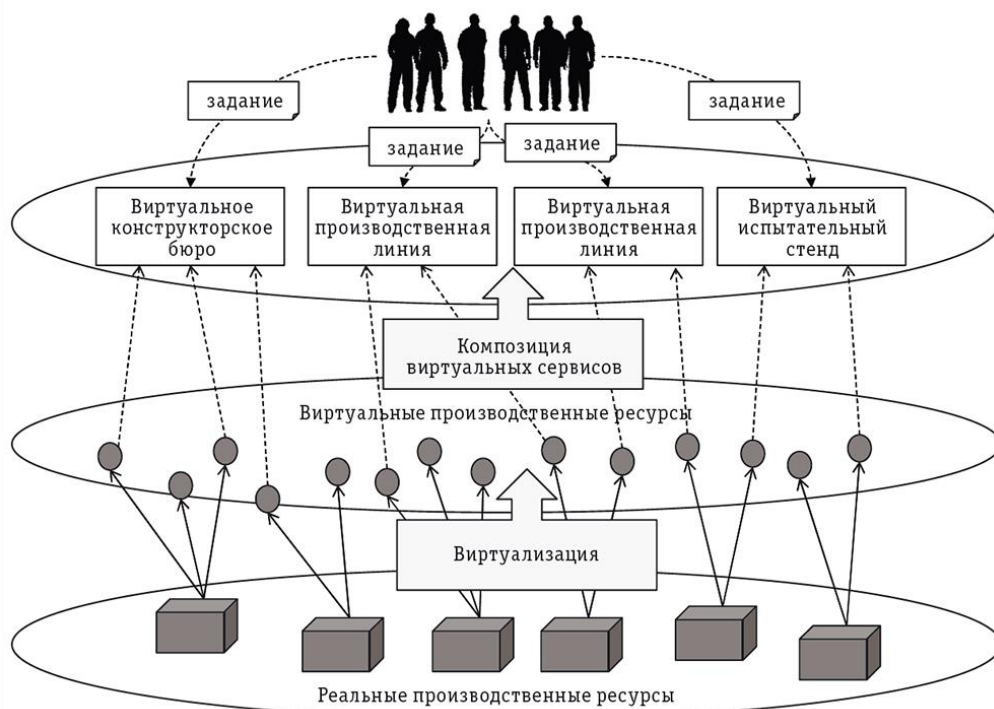 задание
задание
задание
задание
Виртуальное
конструкторское
бюро
Виртуальная
производственная
линия
Виртуальная
производственная
линия
Виртуальный
испытательный
стенд
Композиция
виртуальных сервисов
Виртуальные производственные ресурсы
Виртуализация
Реальные производственные ресурсы